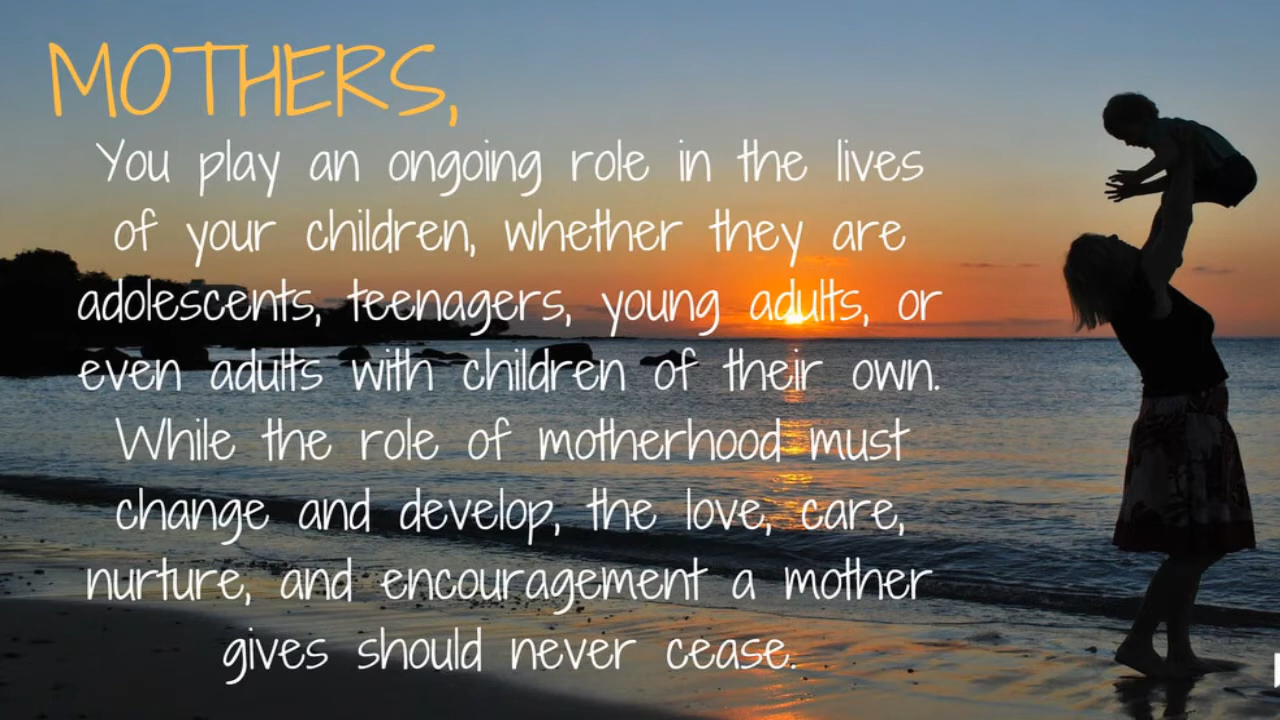 MOTHERS,
You play an ongoing role in the lives
of your children, whether they are
adolescents, teenagers, young adults, or
even adults with children of their own.
While the role of motherhood must
change and develop, the love, care,
nurture, and encouragement a mother
gives should never cease.